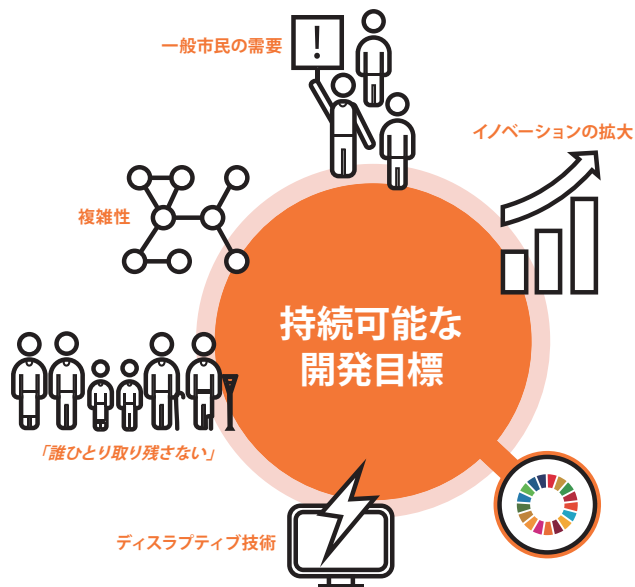 一般市民の需要
!
イノベーションの拡大
複雑性
持続可能な
開発目標
「誰ひとり取り残さない」
ディスラプティブ技術